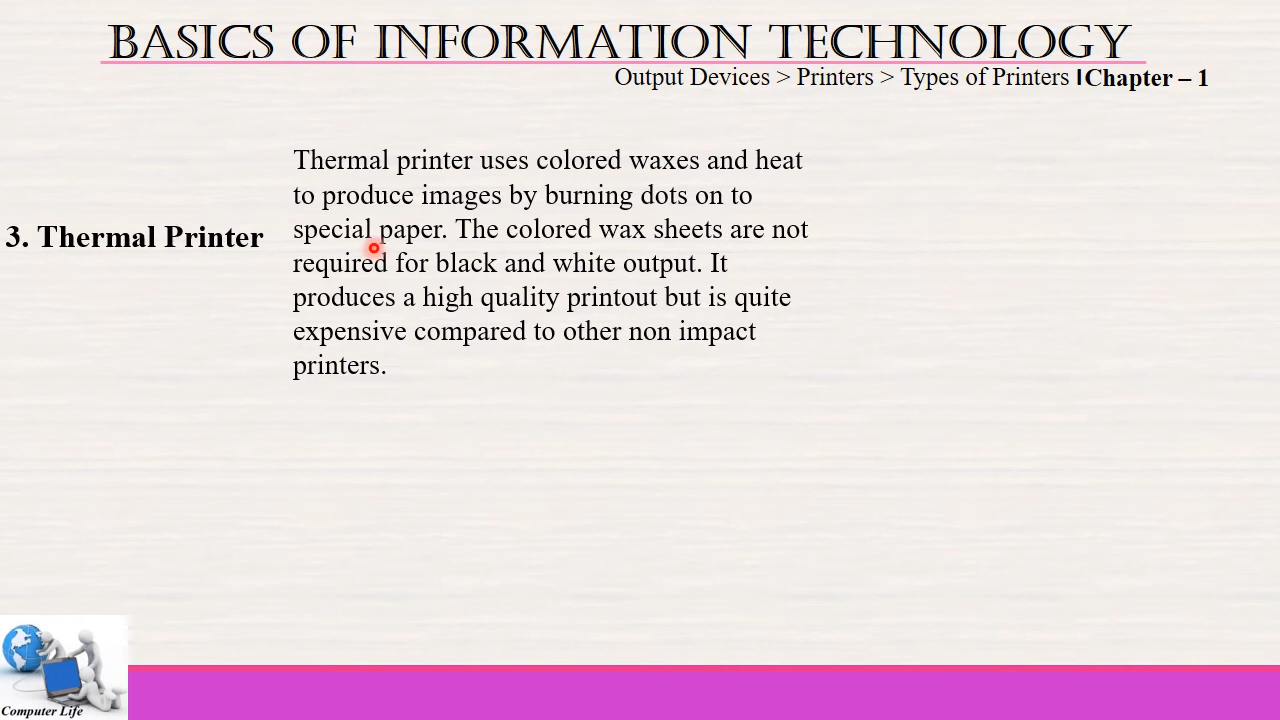 BASICS OF INFORMATION TECHNOLOGY
Output Devices > Printers > Types of Printers |Chapter – 1
3. Thermal Printer
Thermal printer uses colored waxes and heat
to produce images by burning dots on to
special paper. The colored wax sheets are not
required for black and white output. It
produces a high quality printout but is quite
expensive compared to other non impact
printers.
Computer Life